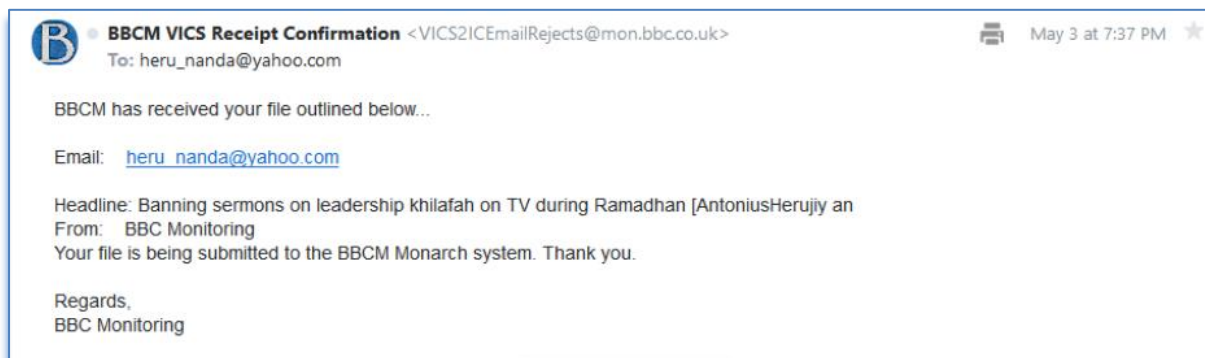 BBCM VICS Receipt Confirmation <VICS2ICEmailRejects@mon.bbc.co.uk> May 3 at 7:37 PM
To: heru_nanda@yahoo.com
BBCM has received your file outlined below...
Email: heru_nanda@yahoo.com
Headline: Banning sermons on leadership khilafah on TV during Ramadhan [AntoniusHerujiy an
From: BBC Monitoring
Your file is being submitted to the BBCM Monarch system. Thank you.
Regards,
BBC Monitoring